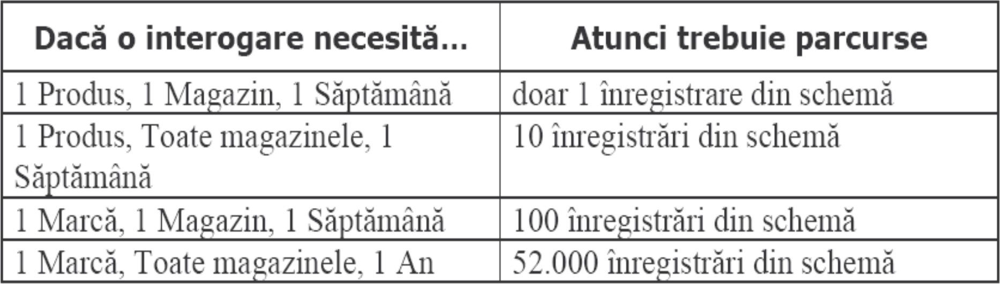 Dacă o interogare necesită...
Atunci trebuie parcurse
1 Produs, 1 Magazin, 1 Săptămână
doar 1 înregistrare din schemă
1 Produs, Toate magazinele, 1
Săptămână
10 înregistrări din schemă
1 Marcă, 1 Magazin, 1 Săptămână
100 înregistrări din schemă
1 Marcă, Toate magazinele, 1 An
52.000 înregistrări din schemă